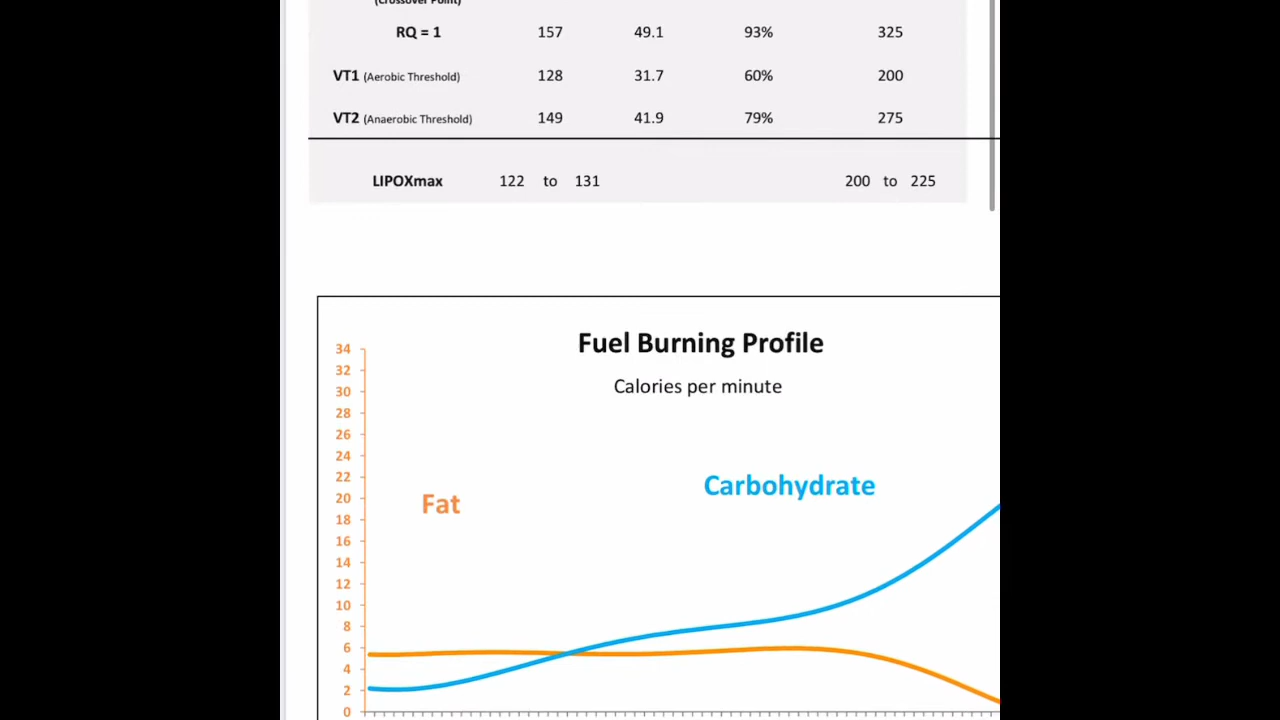 (Crossover Point)
RQ = 1 157 49.1 93% 325
VT1 (Aerobic Threshold) 128 31.7 60% 200
VT2 (Anaerobic Threshold) 149 41.9 79% 275
LIPOXmax 122 to 131 200 to 225
Fuel Burning Profile
Calories per minute
34
32
30
28
26
24
22
20
18
16
14
12
10
8
6
4
2
0
Carbohydrate
Fat